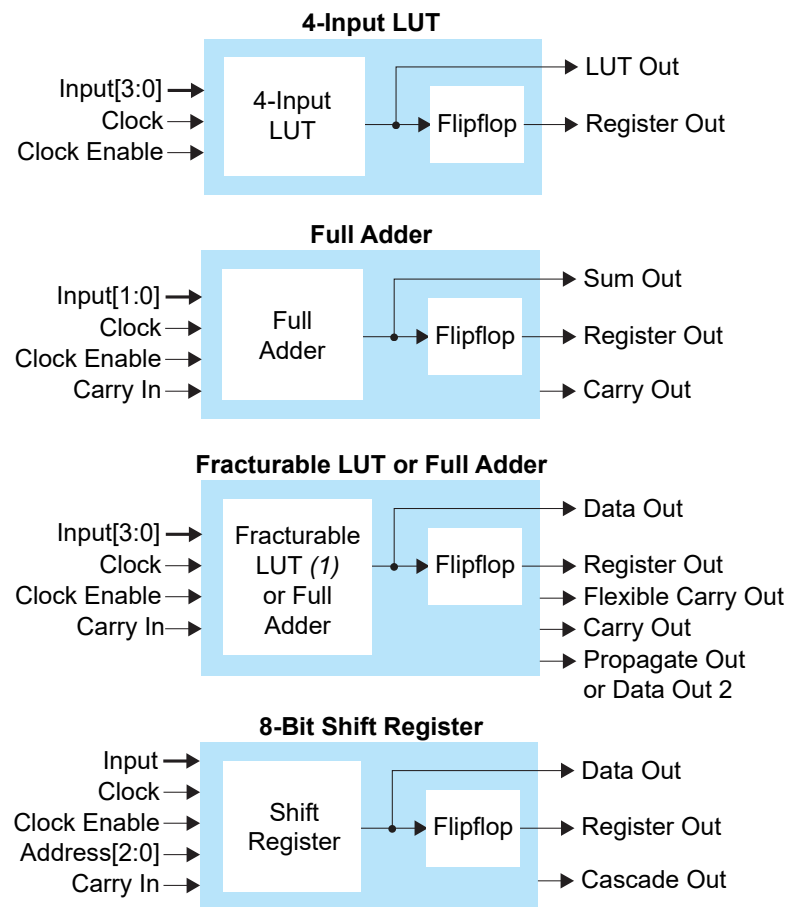 4-Input LUT
Input[3:0]
Clock
Clock Enable
4-Input
LUT
Flipflop
LUT Out
Register Out
Full Adder
Input[1:0]
Clock
Clock Enable
Carry In
Full
Adder
Flipflop
Sum Out
Register Out
Carry Out
Fracturable LUT or Full Adder
Input[3:0]
Clock
Clock Enable
Carry In
Fracturable
LUT (1)
or Full
Adder
Flipflop
Data Out
Register Out
Flexible Carry Out
Carry Out
Propagate Out
or Data Out 2
8-Bit Shift Register
Input
Clock
Clock Enable
Address[2:0]
Carry In
Shift
Register
Flipflop
Data Out
Register Out
Cascade Out